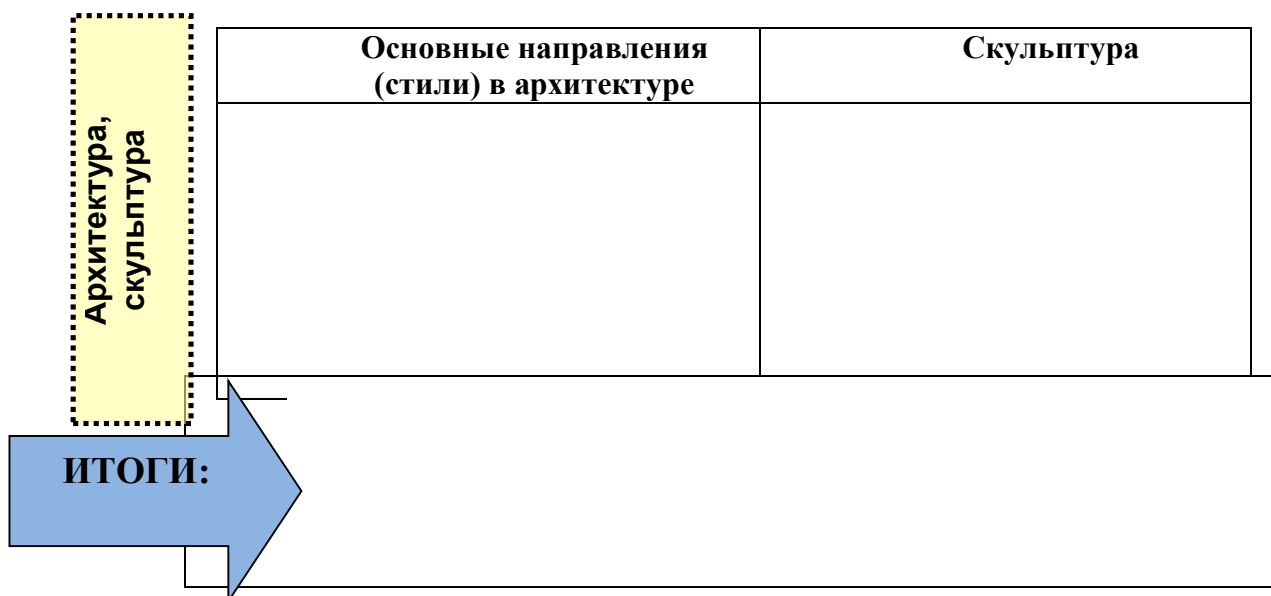 Архитектура,
скульптура
Основные направления
(стили) в архитектуре
Скульптура
ИТОГИ: